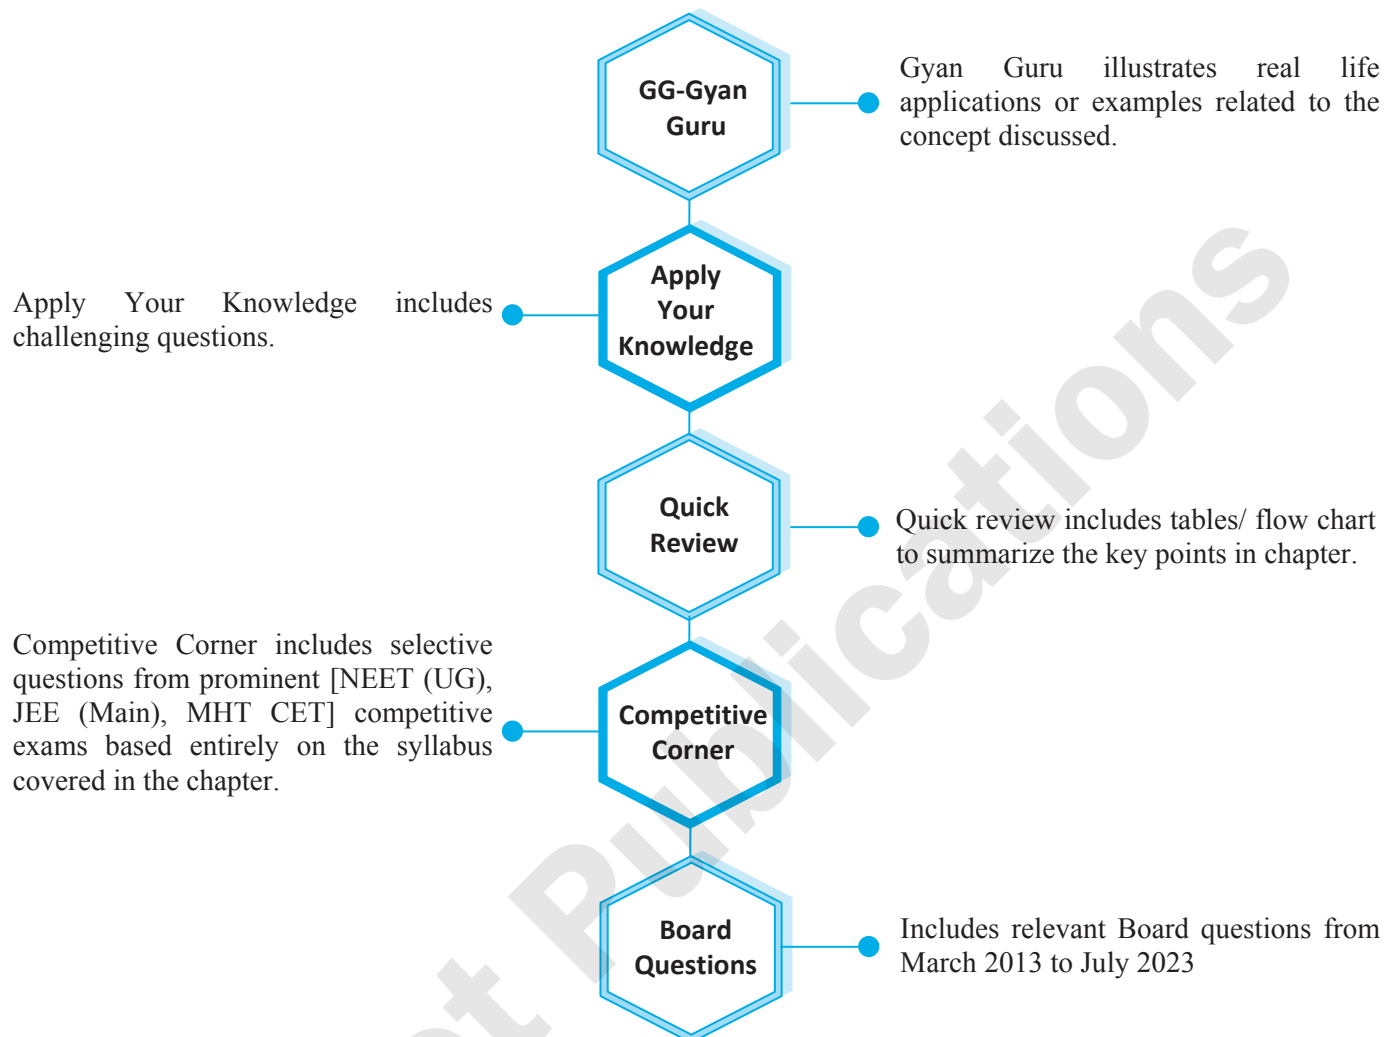 GG-Gyan
Guru
Gyan Guru illustrates real life
applications or examples related to the
concept discussed.
Apply
Your
Knowledge
Apply Your Knowledge includes
challenging questions.
Quick
Review
Quick review includes tables/ flow chart
to summarize the key points in chapter.
Competitive Corner includes selective
questions from prominent [NEET (UG),
JEE (Main), MHT CET] competitive
exams based entirely on the syllabus
covered in the chapter.
Competitive
Corner
Board
Questions
Includes relevant Board questions from
March 2013 to July 2023
Publications